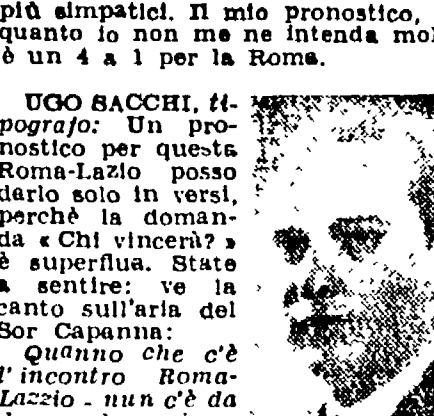 più simpatici. Il mio pronostico,
quanto io non me ne intenda mol
è un 4 a 1 per la Roma.
UGO SACCHI, ti-
pografo: Un pro-
nostico per questa
Roma-Lazio posso
darlo solo in versi,
perchè la doman-
da « Chi vincerà? »
è superflua. State
a sentire: ve la
canto sull'aria del
Sor Capanna:
Quanno che c'è
l'incontro Roma-
Lazzio - nun c'è da